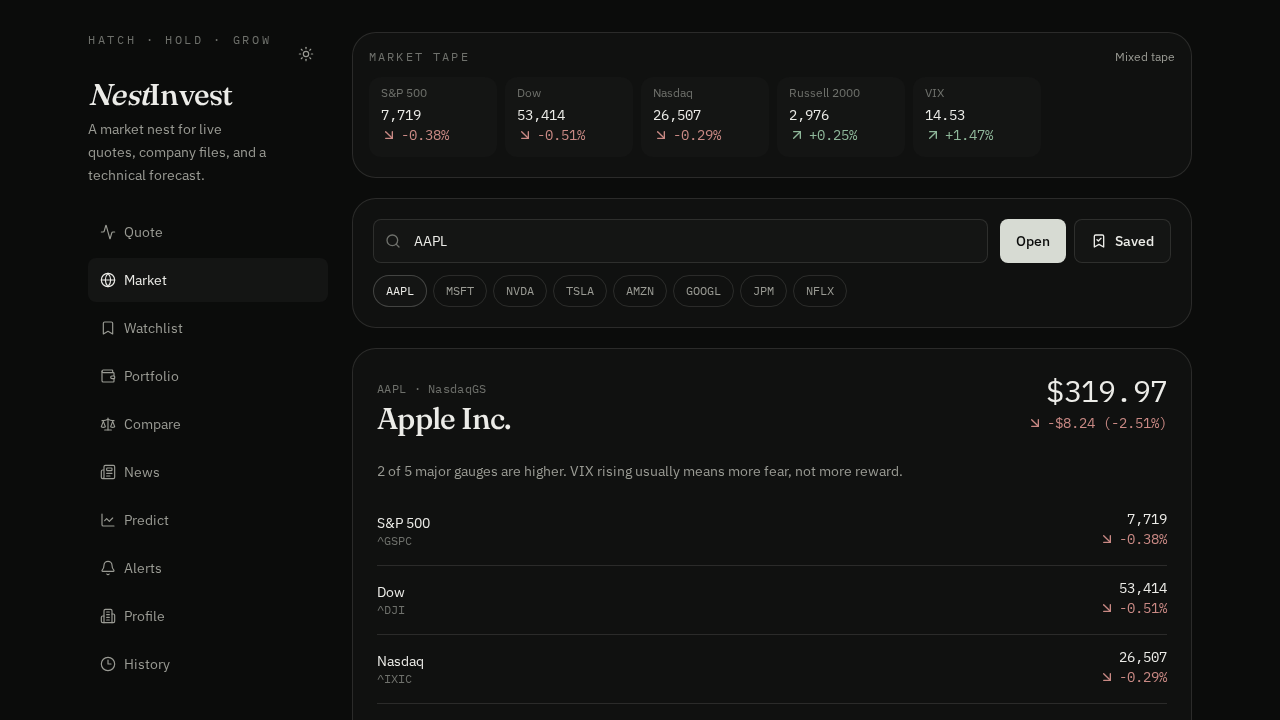 HATCH · HOLD · GROW
NestInvest
A market nest for live
quotes, company files, and a
technical forecast.
Quote
Market
Watchlist
Portfolio
Compare
News
Predict
Alerts
Profile
History
MARKET TAPE
Mixed tape
S&P 500
7,719
-0.38%
Dow
53,414
-0.51%
Nasdaq
26,507
-0.29%
Russell 2000
2,976
+0.25%
VIX
14.53
+1.47%
AAPL
Open
Saved
AAPL
MSFT
NVDA
TSLA
AMZN
GOOGL
JPM
NFLX
AAPL · NasdaqGS
Apple Inc.
$319.97
-$8.24 (-2.51%)
2 of 5 major gauges are higher. VIX rising usually means more fear, not more reward.
S&P 500
^GSPC
7,719
-0.38%
Dow
^DJI
53,414
-0.51%
Nasdaq
^IXIC
26,507
-0.29%